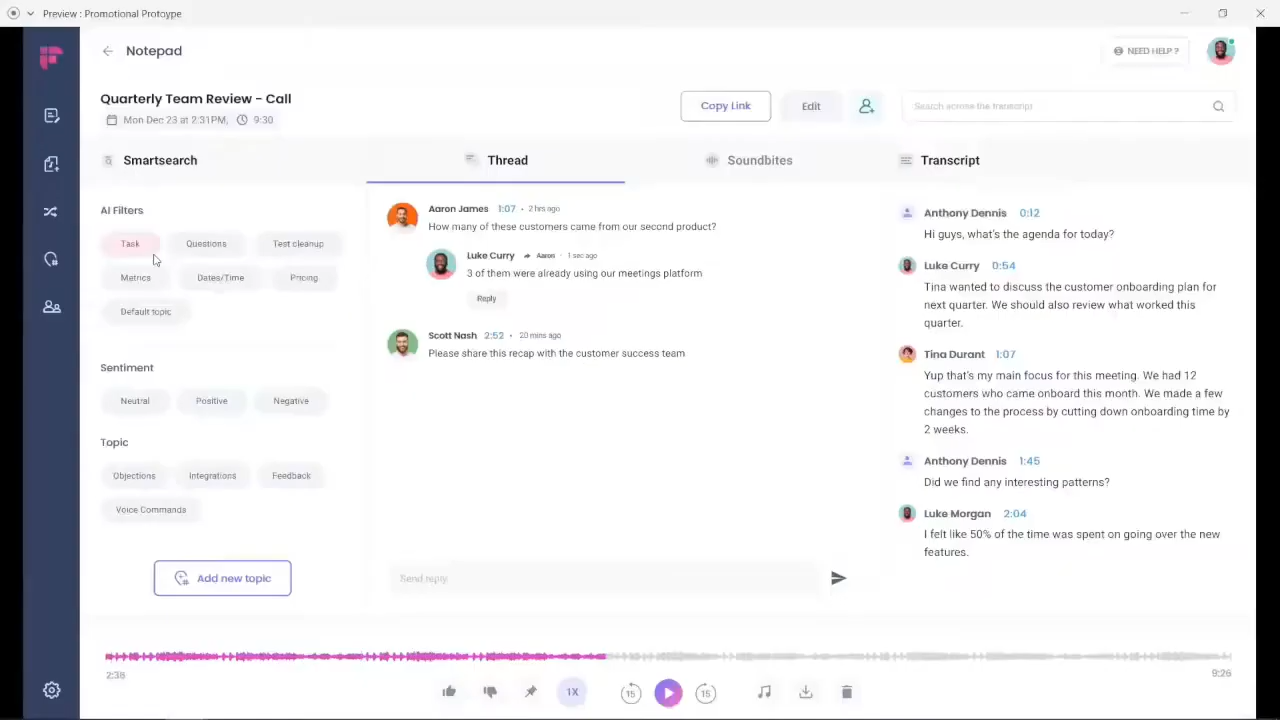 Preview : Promotional Protoype
Notepad
NEED HELP ?
Quarterly Team Review - Call
Mon Dec 23 at 2:31PM, 9:30
Copy Link
Edit
Search across the transcript
Smartsearch
Thread
Soundbites
Transcript
AI Filters
Task
Questions
Test cleanup
Metrics
Dates/Time
Pricing
Default topic
Sentiment
Neutral
Positive
Negative
Topic
Objections
Integrations
Feedback
Voice Commands
Add new topic
Aaron James 1:07 • 2 hrs ago
How many of these customers came from our second product?
Luke Curry Aaron • 1 sec ago
3 of them were already using our meetings platform
Reply
Scott Nash 2:52 • 20 mins ago
Please share this recap with the customer success team
Send reply
Anthony Dennis 0:12
Hi guys, what's the agenda for today?
Luke Curry 0:54
Tina wanted to discuss the customer onboarding plan for
next quarter. We should also review what worked this
quarter.
Tina Durant 1:07
Yup that's my main focus for this meeting. We had 12
customers who came onboard this month. We made a few
changes to the process by cutting down onboarding time by
2 weeks.
Anthony Dennis 1:45
Did we find any interesting patterns?
Luke Morgan 2:04
I felt like 50% of the time was spent on going over the new
features.
2:38
9:26
1X
15
15